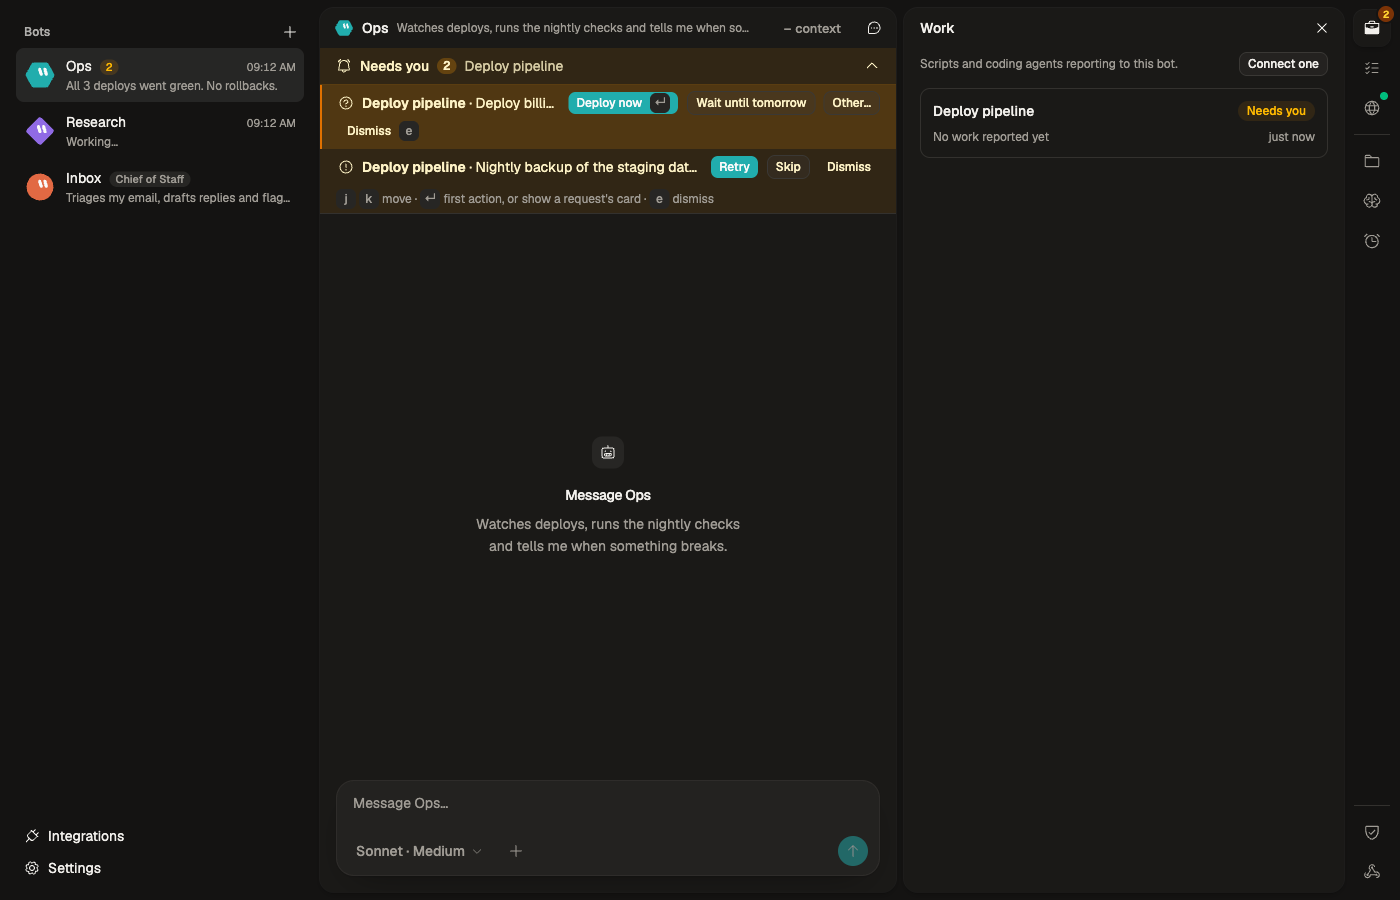 Bots
Ops 2 09:12 AM
All 3 deploys went green. No rollbacks.
Research 09:12 AM
Working...
Inbox Chief of Staff
Triages my email, drafts replies and flag...
Integrations
Settings
Ops Watches deploys, runs the nightly checks and tells me when so... – context
Needs you 2 Deploy pipeline
Deploy pipeline · Deploy billi... Deploy now ↵ Wait until tomorrow Other...
Dismiss e
Deploy pipeline · Nightly backup of the staging dat... Retry Skip Dismiss
j k move · ↵ first action, or show a request's card · e dismiss
Message Ops
Watches deploys, runs the nightly checks
and tells me when something breaks.
Message Ops...
Sonnet · Medium
Work
Scripts and coding agents reporting to this bot. Connect one
Deploy pipeline Needs you
No work reported yet just now
2